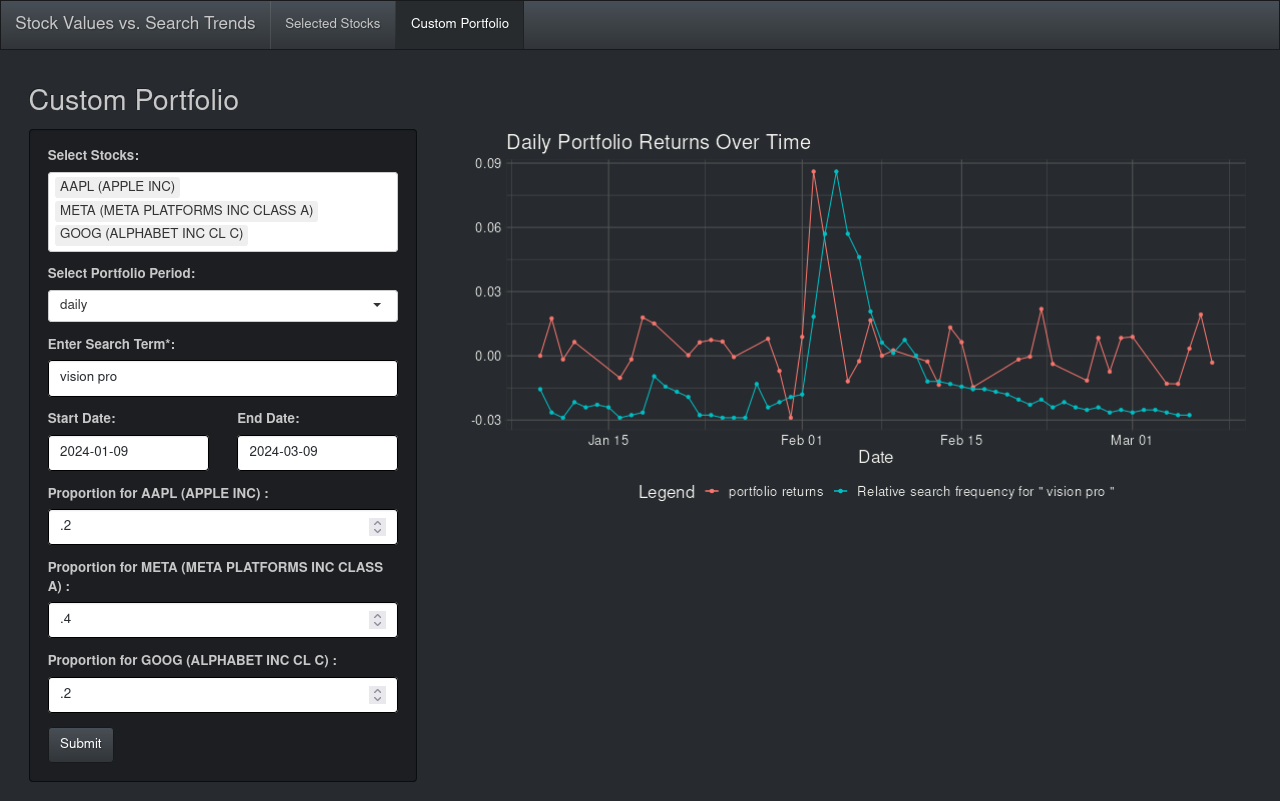 Stock Values vs. Search Trends Selected Stocks Custom Portfolio
Custom Portfolio
Select Stocks:
AAPL (APPLE INC)
META (META PLATFORMS INC CLASS A)
GOOG (ALPHABET INC CL C)
Select Portfolio Period:
daily
Enter Search Term*:
vision pro
Start Date: End Date:
2024-01-09 2024-03-09
Proportion for AAPL (APPLE INC) :
.2
Proportion for META (META PLATFORMS INC CLASS
A) :
.4
Proportion for GOOG (ALPHABET INC CL C) :
.2
Submit
Daily Portfolio Returns Over Time
0.09
0.06
0.03
0.00
-0.03
Jan 15 Feb 01 Feb 15 Mar 01
Date
Legend portfolio returns Relative search frequency for " vision pro "